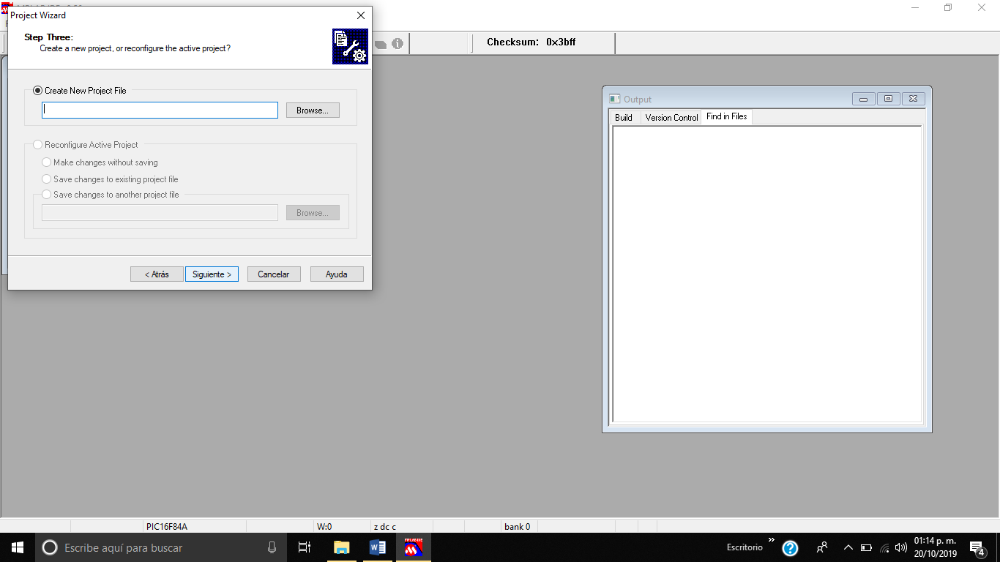 Project Wizard
Step Three:
Create a new project, or reconfigure the active project?
Checksum: 0x3bff
Create New Project File
Browse...
Reconfigure Active Project
Make changes without saving
Save changes to existing project file
Save changes to another project file
Browse...
< Atrás
Siguiente >
Cancelar
Ayuda
Output
Build
Version Control
Find in Files
PIC16F84A
W:0
z dc c
bank 0
Escribe aquí para buscar
MPLAB IDE
Escritorio
01:14 p. m.
20/10/2019
4